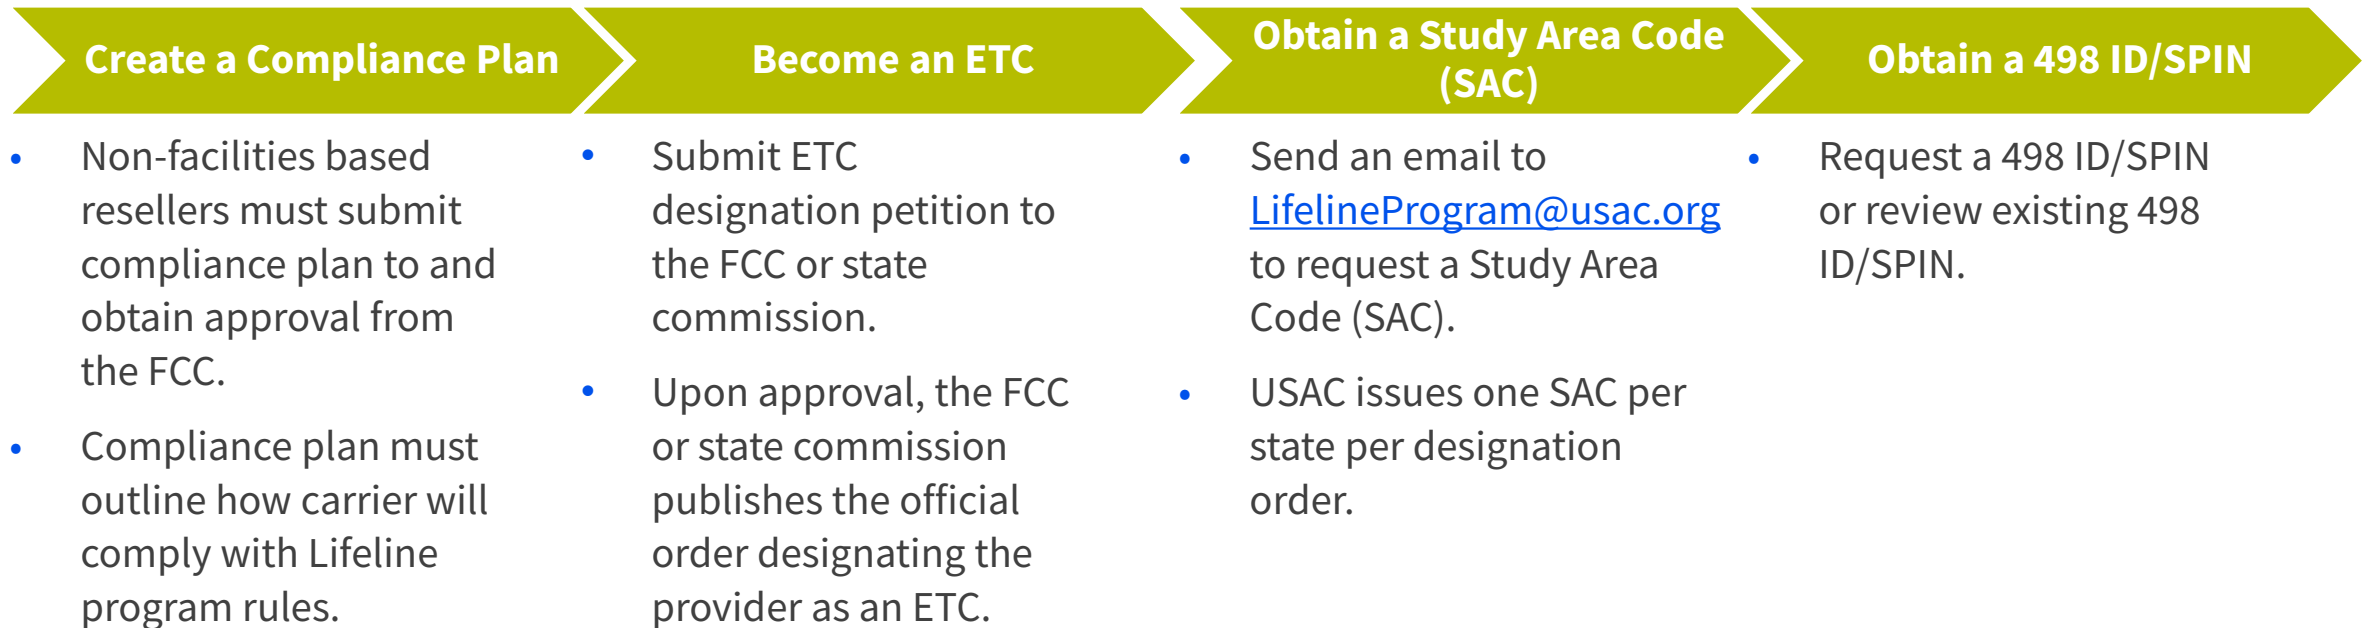 Create a Compliance Plan
• Non-facilities based
resellers must submit
compliance plan to and
obtain approval from
the FCC.
• Compliance plan must
outline how carrier will
comply with Lifeline
program rules.
Become an ETC
• Submit ETC
designation petition to
the FCC or state
commission.
• Upon approval, the FCC
or state commission
publishes the official
order designating the
provider as an ETC.
Obtain a Study Area Code
(SAC)
• Send an email to
LifelineProgram@usac.org
to request a Study Area
Code (SAC).
• USAC issues one SAC per
state per designation
order.
Obtain a 498 ID/SPIN
• Request a 498 ID/SPIN
or review existing 498
ID/SPIN.